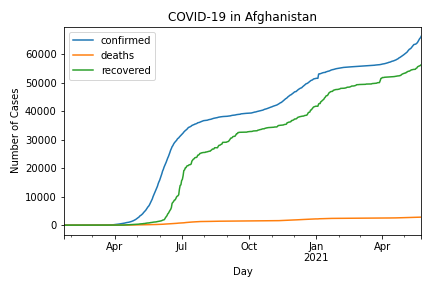 COVID-19 in Afghanistan
confirmed
deaths
recovered
Number of Cases
60000
50000
40000
30000
20000
10000
0
Apr
Jul
Oct
Jan
2021
Apr
Day